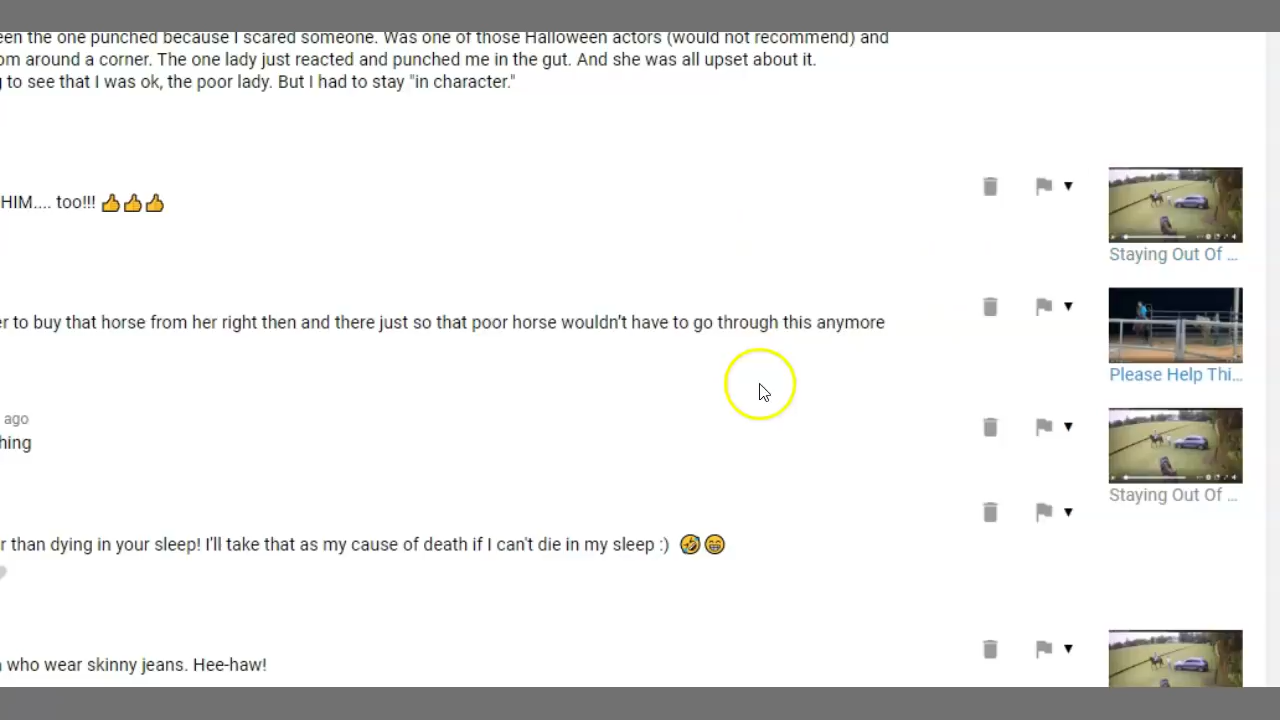 een the one punched because I scared someone. Was one of those Halloween actors (would not recommend) and
om around a corner. The one lady just reacted and punched me in the gut. And she was all upset about it.
g to see that I was ok, the poor lady. But I had to stay "in character."
HIM.... too!!! 👍👍👍
Staying Out Of ...
er to buy that horse from her right then and there just so that poor horse wouldn't have to go through this anymore
Please Help Thi...
ago
hing
Staying Out Of ...
r than dying in your sleep! I'll take that as my cause of death if I can't die in my sleep :) 🤣😁
who wear skinny jeans. Hee-haw!